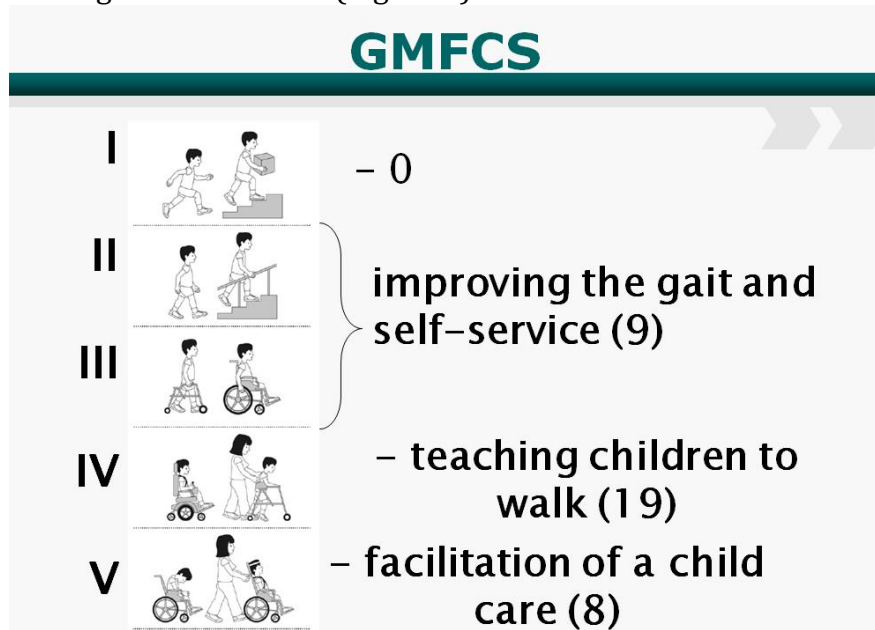 GMFCS
I
– 0
II
improving the gait and
self-service (9)
III
IV
– teaching children to
walk (19)
V
– facilitation of a child
care (8)